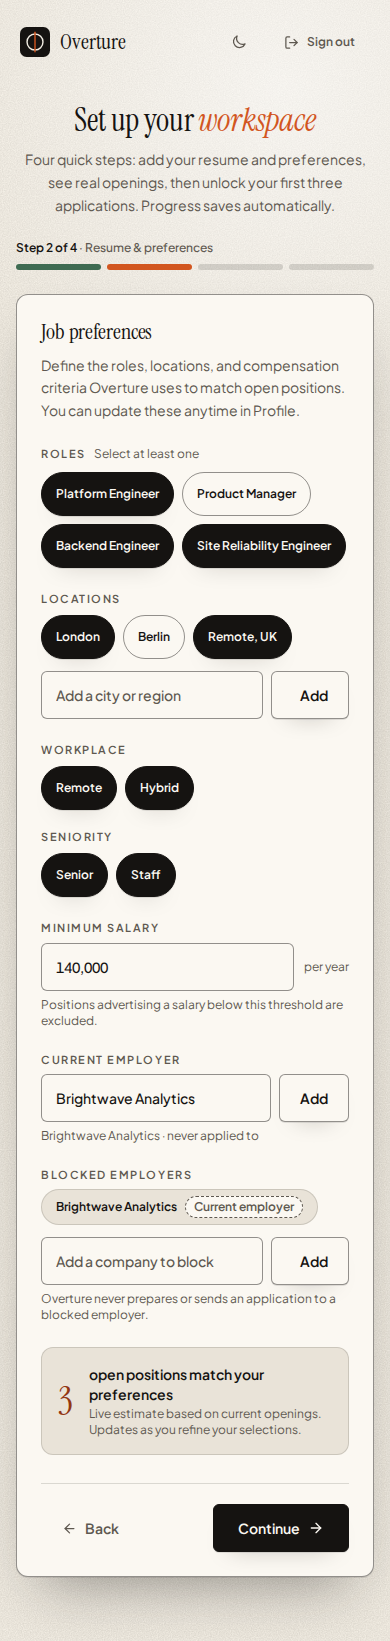 Overture
Sign out
Set up your workspace
Four quick steps: add your resume and preferences,
see real openings, then unlock your first three
applications. Progress saves automatically.
Step 2 of 4 · Resume & preferences
Job preferences
Define the roles, locations, and compensation
criteria Overture uses to match open positions.
You can update these anytime in Profile.
ROLES Select at least one
Platform Engineer Product Manager
Backend Engineer Site Reliability Engineer
LOCATIONS
London Berlin Remote, UK
Add a city or region Add
WORKPLACE
Remote Hybrid
SENIORITY
Senior Staff
MINIMUM SALARY
140,000 per year
Positions advertising a salary below this threshold are
excluded.
CURRENT EMPLOYER
Brightwave Analytics Add
Brightwave Analytics · never applied to
BLOCKED EMPLOYERS
Brightwave Analytics Current employer
Add a company to block Add
Overture never prepares or sends an application to a
blocked employer.
3
open positions match your
preferences
Live estimate based on current openings.
Updates as you refine your selections.
← Back Continue →